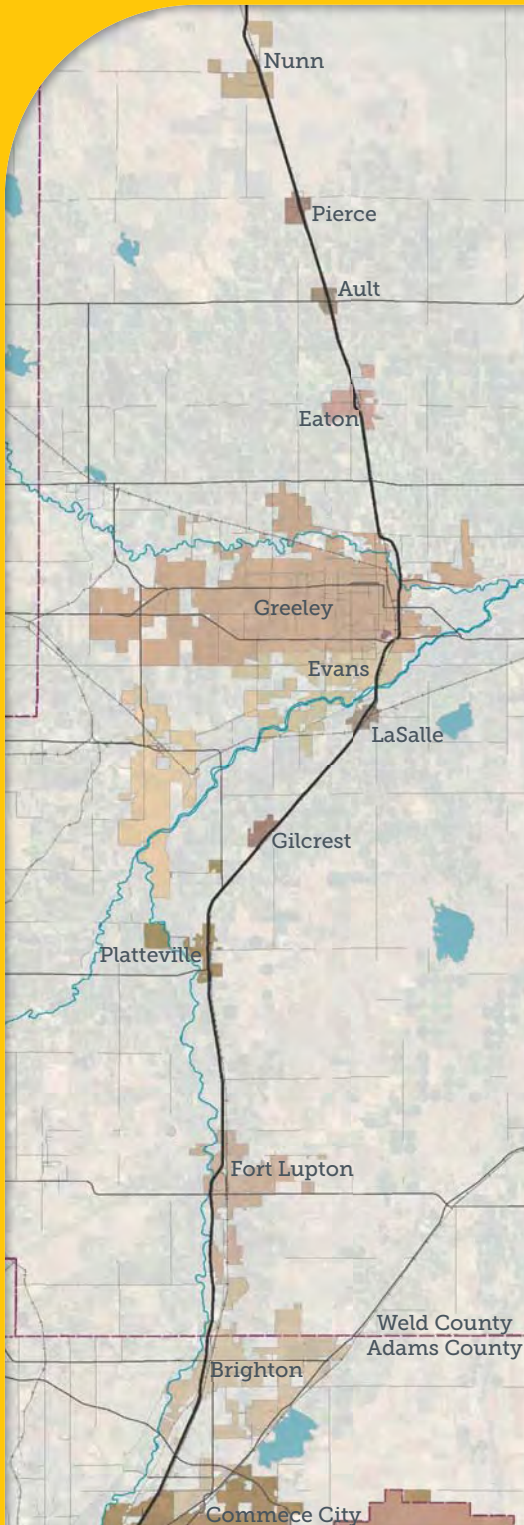 Nunn
Pierce
Ault
Eaton
Greeley
Evans
LaSalle
Gilcrest
Platteville
Fort Lupton
Weld County
Adams County
Brighton
Commece City